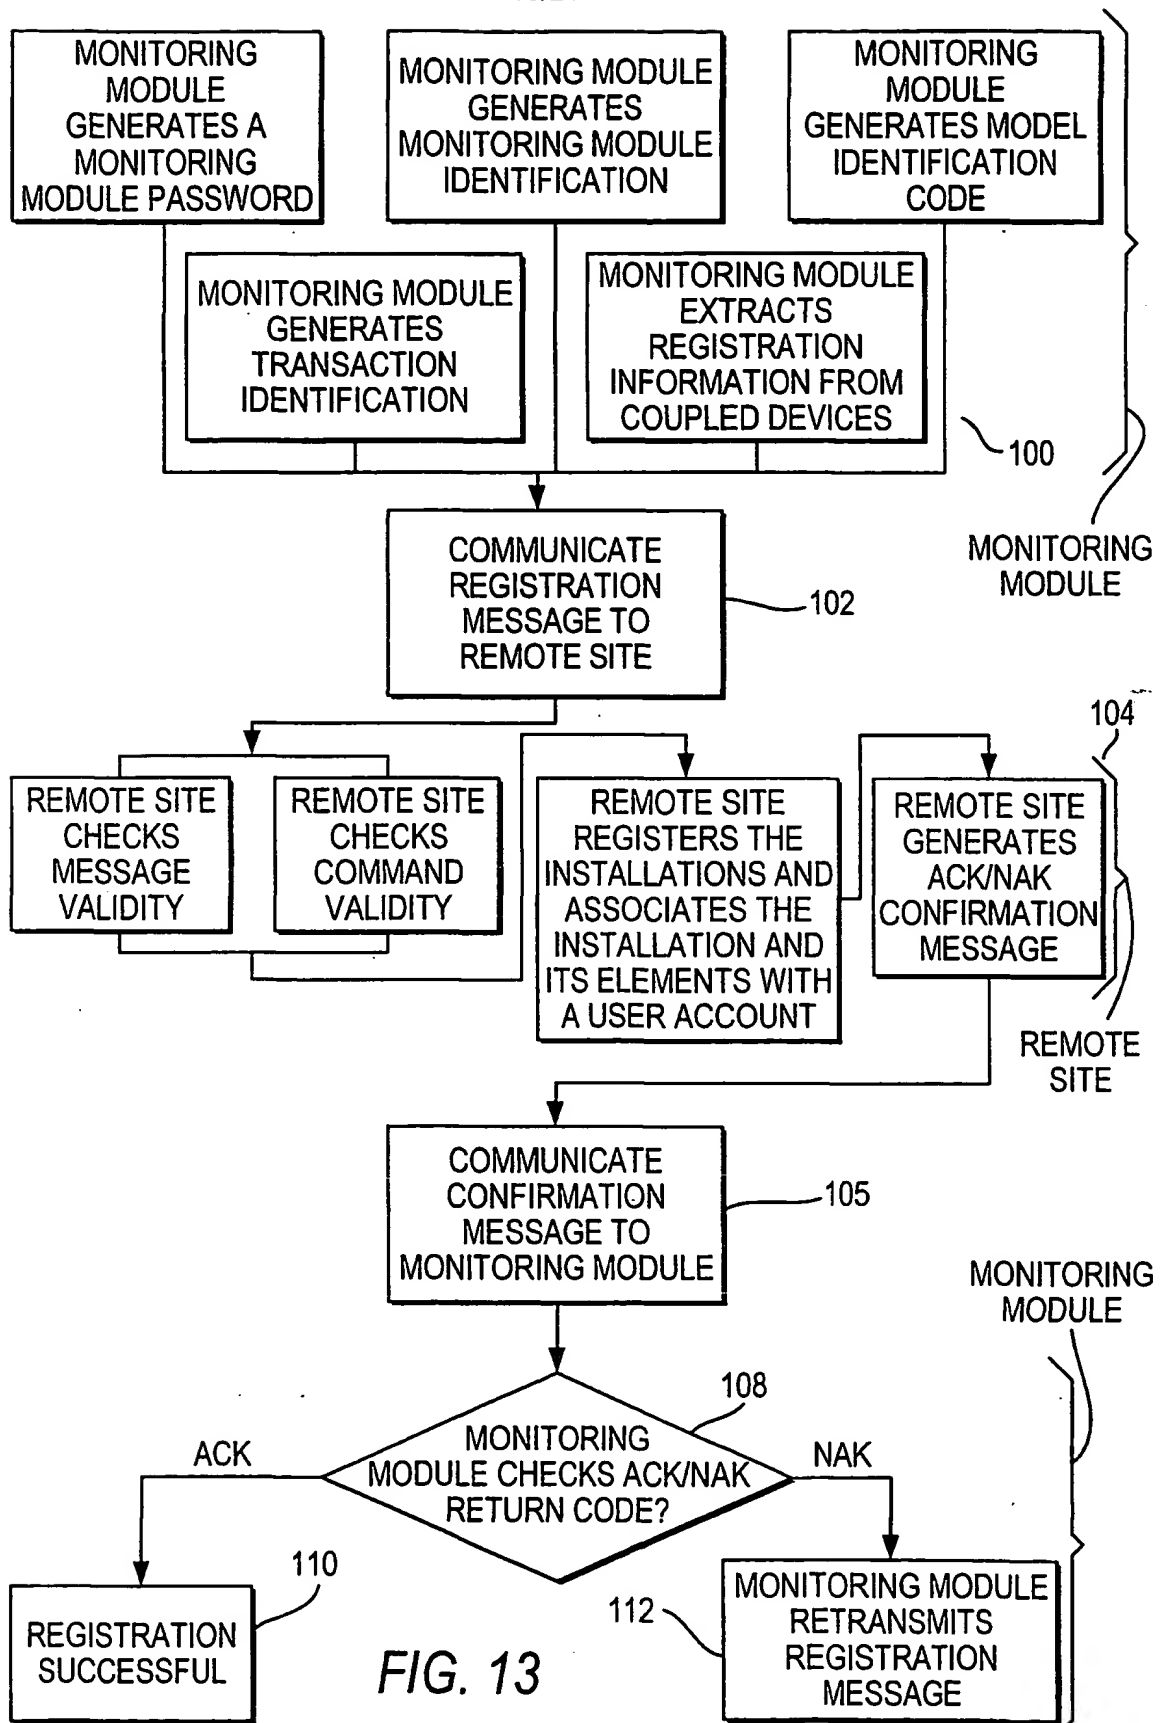 MONITORING
MODULE
GENERATES A
MONITORING
MODULE PASSWORD
MONITORING MODULE
GENERATES
MONITORING MODULE
IDENTIFICATION
MONITORING
MODULE
GENERATES MODEL
IDENTIFICATION
CODE
MONITORING MODULE
GENERATES
TRANSACTION
IDENTIFICATION
MONITORING MODULE
EXTRACTS
REGISTRATION
INFORMATION FROM
COUPLED DEVICES
100
MONITORING
MODULE
COMMUNICATE
REGISTRATION
MESSAGE TO
REMOTE SITE
102
104
REMOTE SITE
CHECKS
MESSAGE
VALIDITY
REMOTE SITE
CHECKS
COMMAND
VALIDITY
REMOTE SITE
REGISTERS THE
INSTALLATIONS AND
ASSOCIATES THE
INSTALLATION AND
ITS ELEMENTS WITH
A USER ACCOUNT
REMOTE SITE
GENERATES
ACK/NAK
CONFIRMATION
MESSAGE
REMOTE
SITE
COMMUNICATE
CONFIRMATION
MESSAGE TO
MONITORING MODULE
105
MONITORING
MODULE
108
MONITORING
MODULE CHECKS ACK/NAK
RETURN CODE?
ACK
NAK
110
REGISTRATION
SUCCESSFUL
112
MONITORING MODULE
RETRANSMITS
REGISTRATION
MESSAGE
FIG. 13